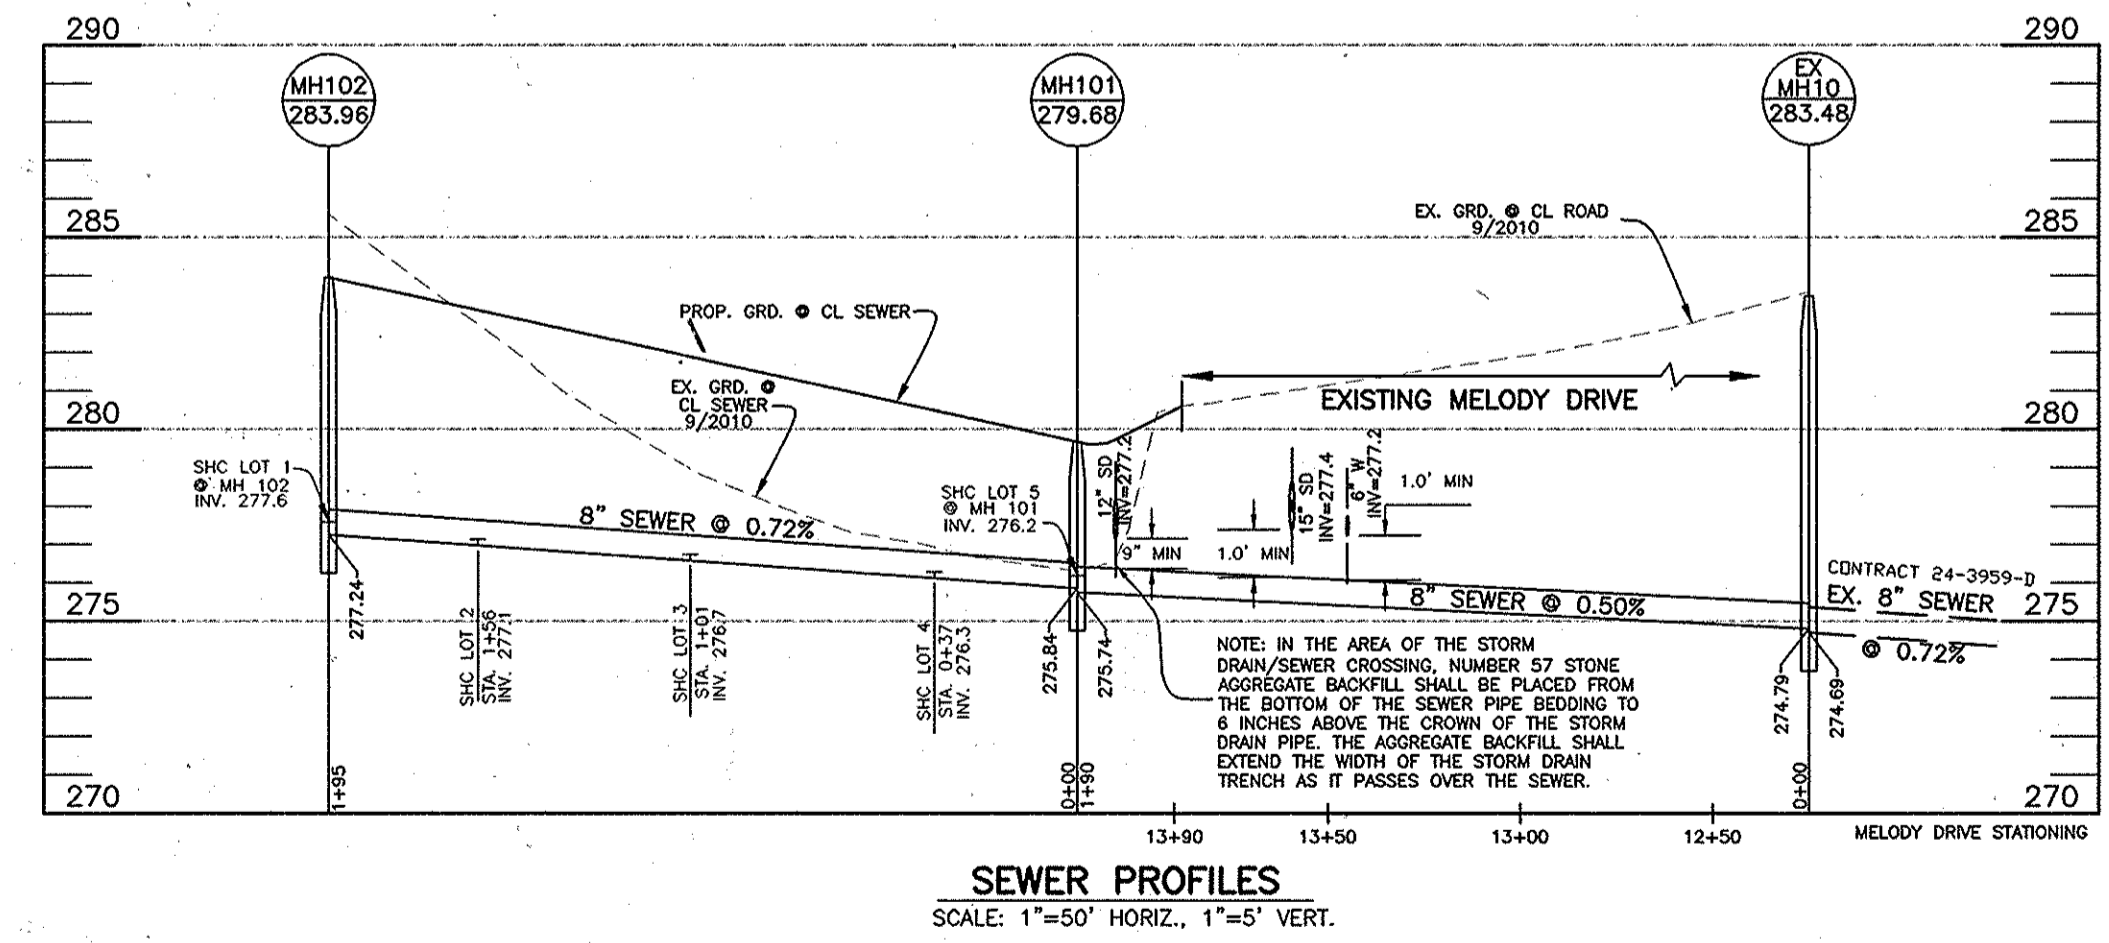 290
290
MH102
283.96
MH101
279.68
EX
MH10
283.48
285
285
EX. GRD. @ CL ROAD
9/2010
PROP. GRD. @ CL SEWER
EX. GRD. @
CL SEWER
9/2010
EXISTING MELODY DRIVE
280
280
SHC LOT 1
@ MH 102
INV. 277.6
8" SEWER @ 0.72%
SHC LOT 5
@ MH 101
INV. 276.2
12" SD
INV=277.2
9" MIN
1.0' MIN
15" SD
INV=277.4
6" W
INV=277.2
1.0' MIN
CONTRACT 24-3959-D
EX. 8" SEWER
@ 0.72%
8" SEWER @ 0.50%
275
275
277.24
SHC LOT 2
STA. 1+56
INV. 277.1
SHC LOT 3
STA. 1+01
INV. 276.7
SHC LOT 4
STA. 0+37
INV. 276.3
275.84
275.74
NOTE: IN THE AREA OF THE STORM
DRAIN/SEWER CROSSING, NUMBER 57 STONE
AGGREGATE BACKFILL SHALL BE PLACED FROM
THE BOTTOM OF THE SEWER PIPE BEDDING TO
6 INCHES ABOVE THE CROWN OF THE STORM
DRAIN PIPE. THE AGGREGATE BACKFILL SHALL
EXTEND THE WIDTH OF THE STORM DRAIN
TRENCH AS IT PASSES OVER THE SEWER.
274.79
274.69
270
270
1+95
0+00
1+90
0+00
13+90
13+50
13+00
12+50
MELODY DRIVE STATIONING
SEWER PROFILES
SCALE: 1"=50' HORIZ., 1"=5' VERT.